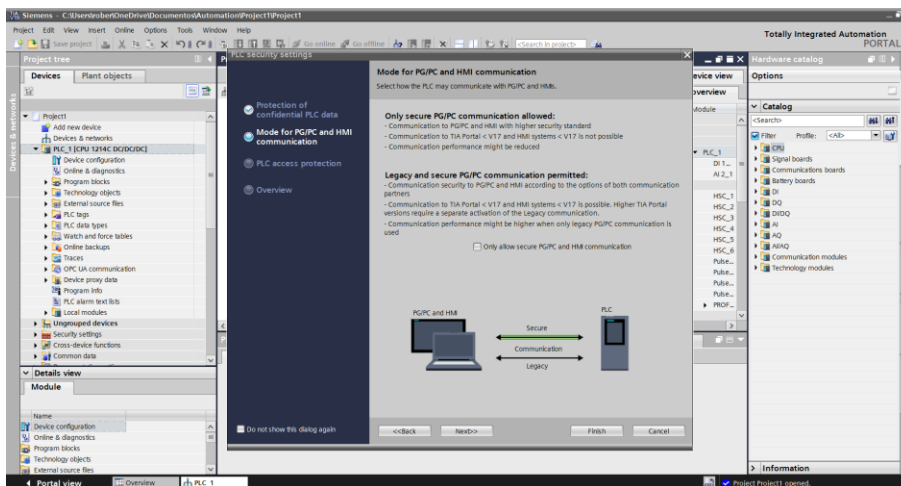 Siemens - C:\Users\rober\OneDrive\Documentos\Automation\Project1\Project1
Project Edit View Insert Online Options Tools Window Help
Totally Integrated Automation
PORTAL
Save project
Go online
Go offline
<Search in project>
Project tree
Devices
Plant objects
Devices & networks
Project1
Add new device
Devices & networks
PLC_1 [CPU 1214C DC/DC/DC]
Device configuration
Online & diagnostics
Program blocks
Technology objects
External source files
PLC tags
PLC data types
Watch and force tables
Online backups
Traces
OPC UA communication
Device proxy data
Program info
PLC alarm text lists
Local modules
Ungrouped devices
Security settings
Cross-device functions
Common data
Details view
Module
Name
Device configuration
Online & diagnostics
Program blocks
Technology objects
External source files
PLC security settings
Protection of
confidential PLC data
Mode for PG/PC and HMI
communication
PLC access protection
Overview
Do not show this dialog again
Mode for PG/PC and HMI communication
Select how the PLC may communicate with PG/PC and HMIs.
Only secure PG/PC communication allowed:
- Communication to PG/PC and HMI with higher security standard
- Communication to TIA Portal < V17 and HMI systems < V17 is not possible
- Communication performance might be reduced
Legacy and secure PG/PC communication permitted:
- Communication security to PG/PC and HMI according to the options of both communication
partners
- Communication to TIA Portal < V17 and HMI systems < V17 is possible. Higher TIA Portal
versions require a separate activation of the Legacy communication.
- Communication performance might be higher when only legacy PG/PC communication is
used
Only allow secure PG/PC and HMI communication
PG/PC and HMI
PLC
Secure
Communication
Legacy
<<Back
Next>>
Finish
Cancel
evice view
overview
Module
PLC_1
DI 1...
AI 2_1
HSC_1
HSC_2
HSC_3
HSC_4
HSC_5
HSC_6
Pulse...
Pulse...
Pulse...
Pulse...
PROF...
Hardware catalog
Options
Catalog
<Search>
Filter
Profile:
<All>
CPU
Signal boards
Communications boards
Battery boards
DI
DQ
DI/DQ
AI
AQ
AI/AQ
Communication modules
Technology modules
Information
Portal view
Overview
PLC_1
Project Project1 opened.